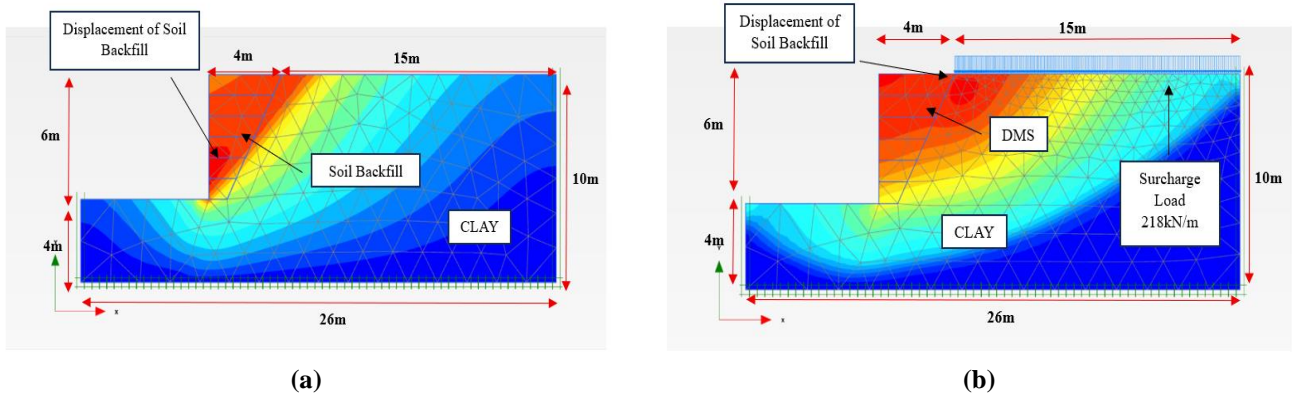 Displacement of Soil
Backfill
4m
15m
6m
Soil Backfill
10m
CLAY
4m
x
26m
(a)
Displacement of
Soil Backfill
4m
15m
6m
DMS
10m
Surcharge
Load
218kN/m
CLAY
4m
x
26m
(b)